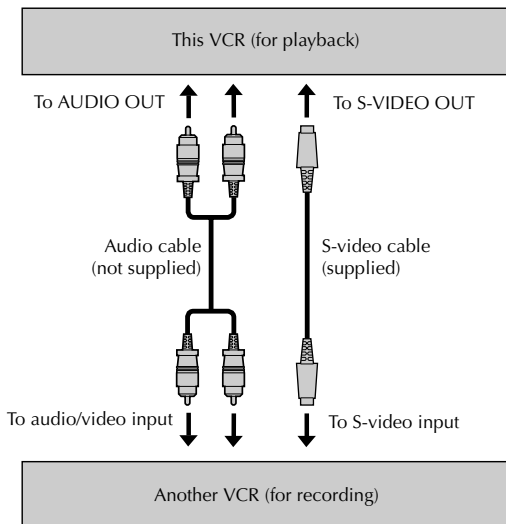 This VCR (for playback)
To AUDIO OUT
To S-VIDEO OUT
Audio cable
(not supplied)
S-video cable
(supplied)
To audio/video input
To S-video input
Another VCR (for recording)